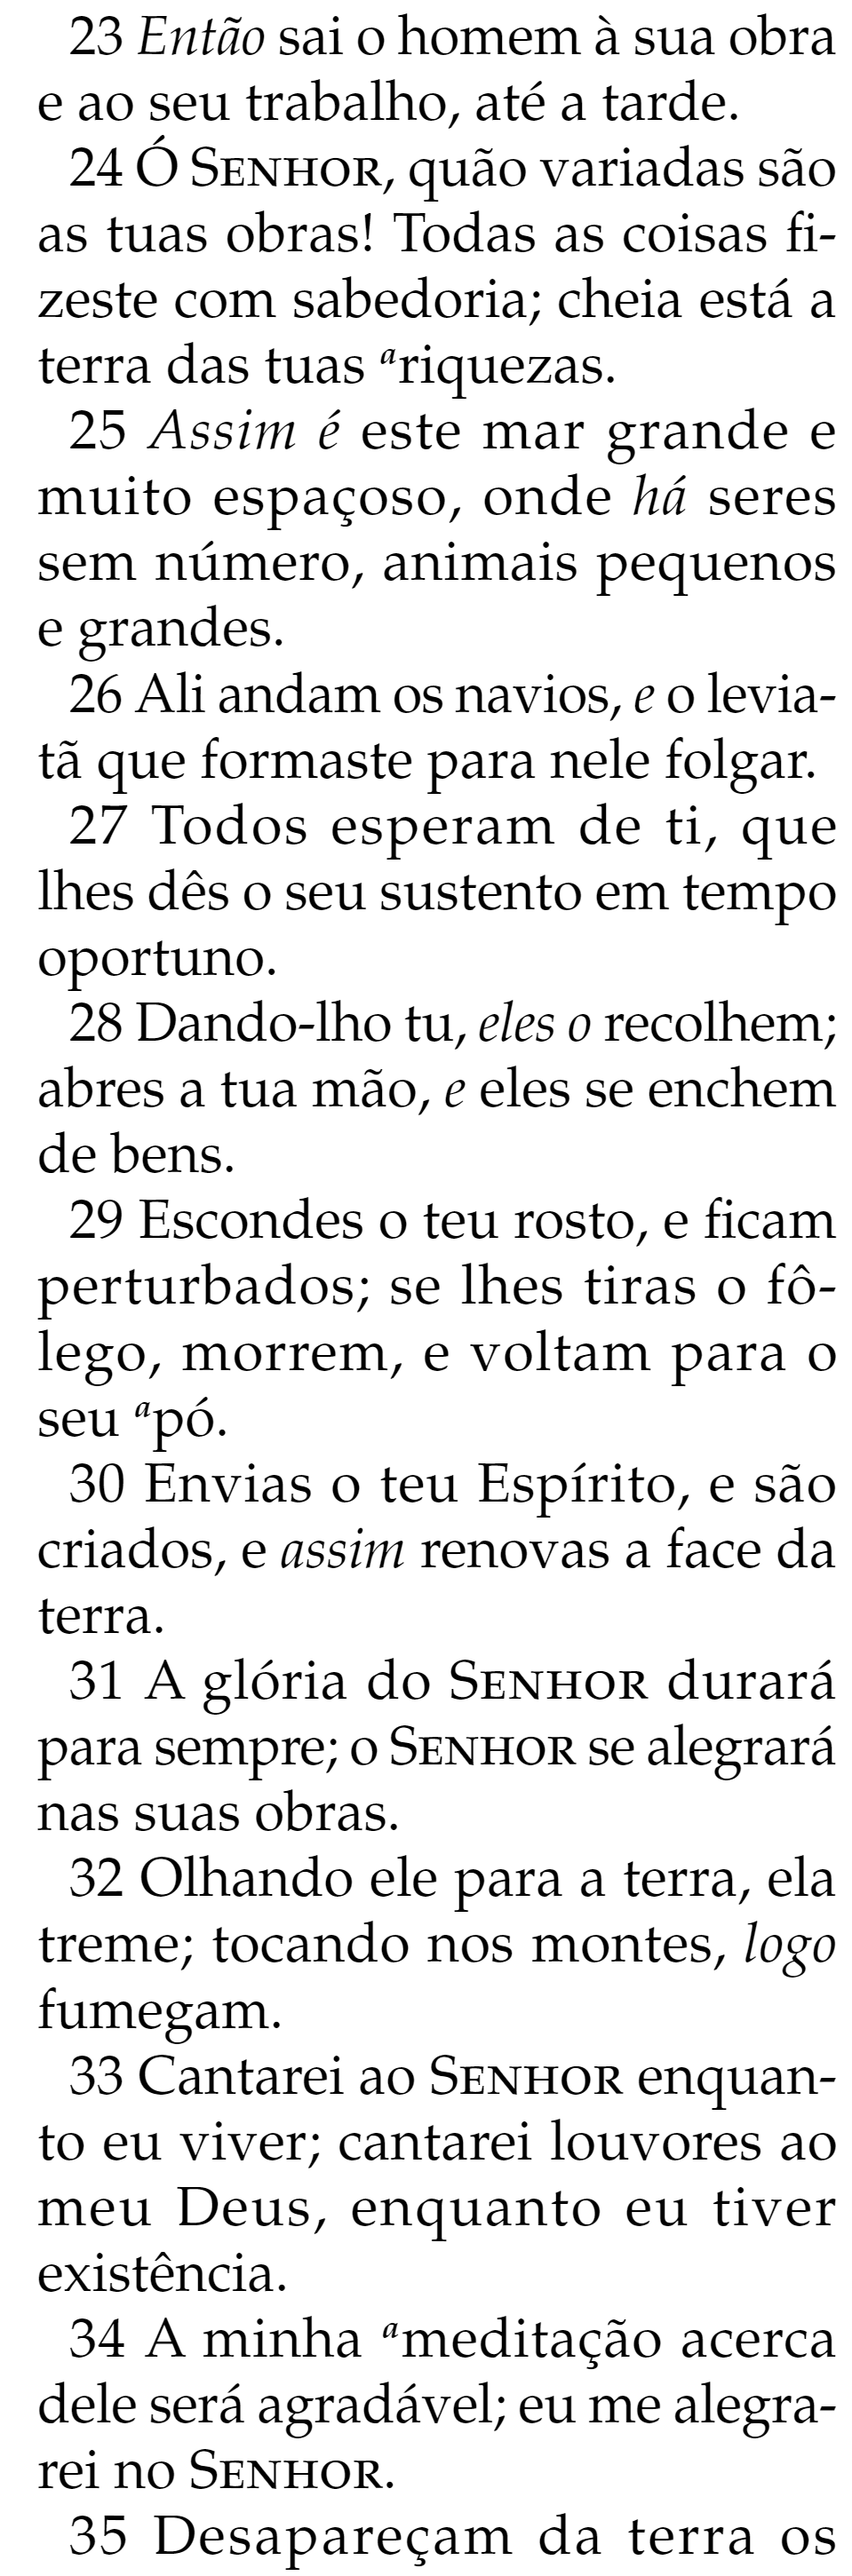 23 Então sai o homem à sua obra
e ao seu trabalho, até a tarde.
24 Ó SENHOR, quão variadas são
as tuas obras! Todas as coisas fi-
zeste com sabedoria; cheia está a
terra das tuas ariquezas.
25 Assim é este mar grande e
muito espaçoso, onde há seres
sem número, animais pequenos
e grandes.
26 Ali andam os navios, e o levia-
tã que formaste para nele folgar.
27 Todos esperam de ti, que
lhes dês o seu sustento em tempo
oportuno.
28 Dando-lho tu, eles o recolhem;
abres a tua mão, e eles se enchem
de bens.
29 Escondes o teu rosto, e ficam
perturbados; se lhes tiras o fô-
lego, morrem, e voltam para o
seu apó.
30 Envias o teu Espírito, e são
criados, e assim renovas a face da
terra.
31 A glória do SENHOR durará
para sempre; o SENHOR se alegrará
nas suas obras.
32 Olhando ele para a terra, ela
treme; tocando nos montes, logo
fumegam.
33 Cantarei ao SENHOR enquan-
to eu viver; cantarei louvores ao
meu Deus, enquanto eu tiver
existência.
34 A minha ameditação acerca
dele será agradável; eu me alegra-
rei no SENHOR.
35 Desapareçam da terra os